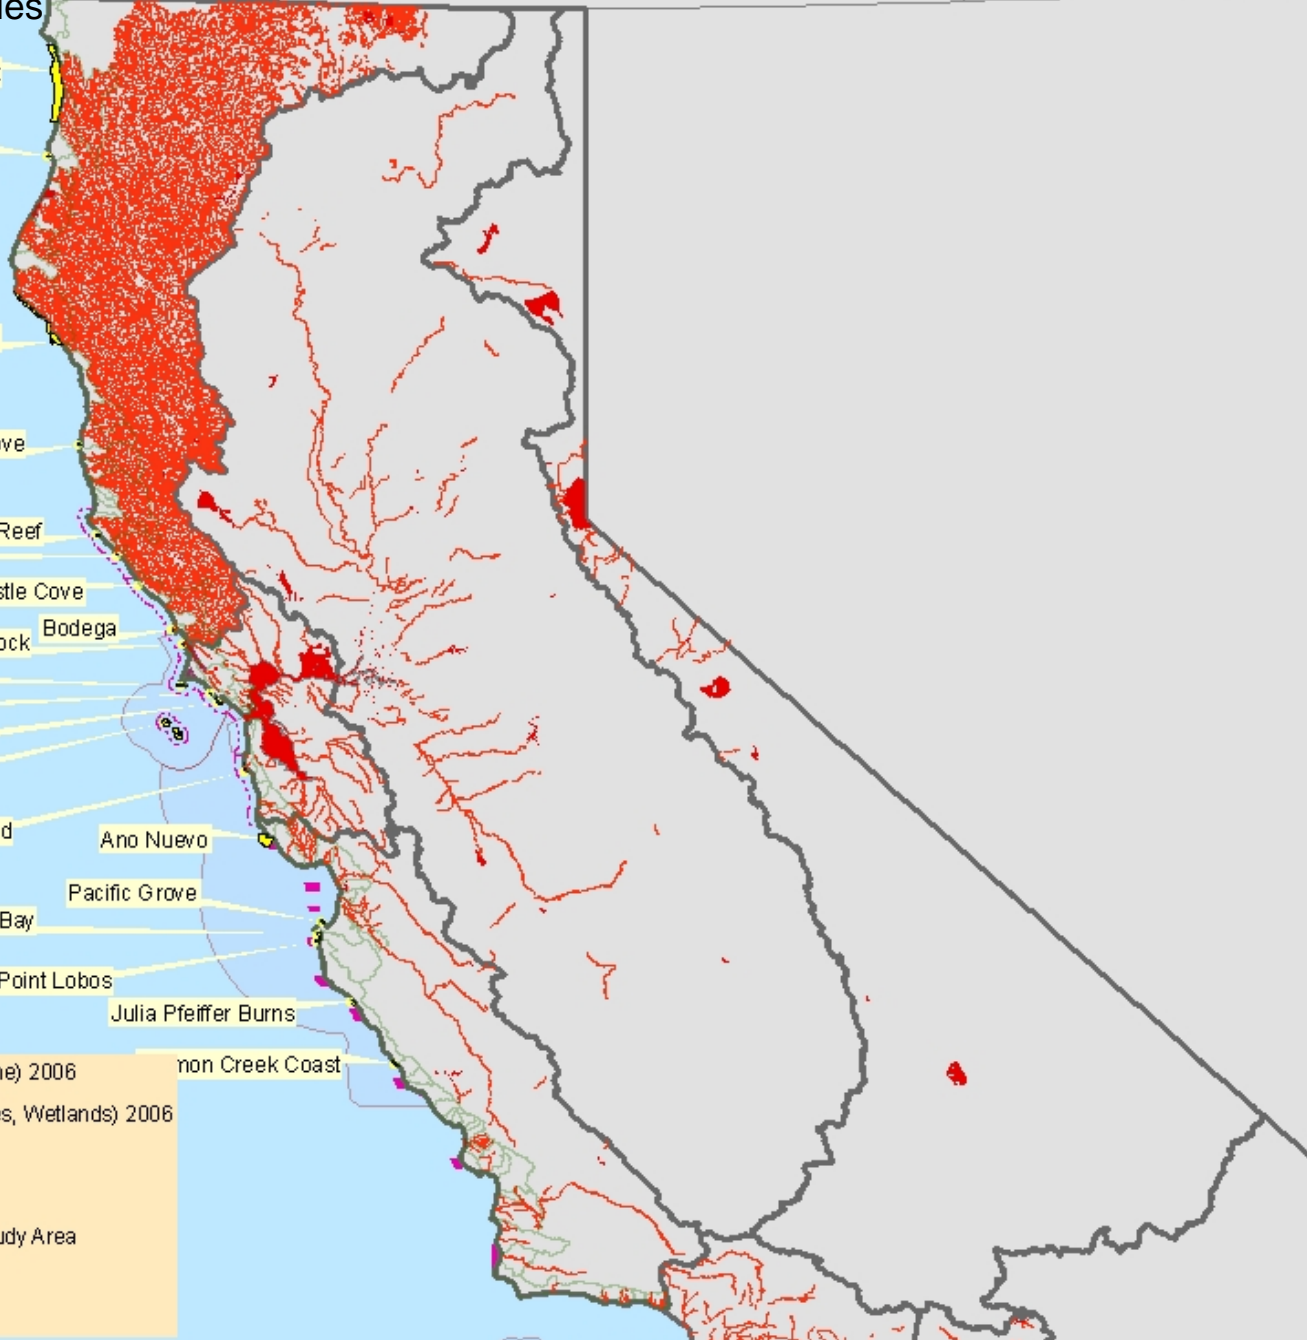 ve
Reef
stle Cove
Bodega
ock
d
Ano Nuevo
Pacific Grove
Bay
Point Lobos
Julia Pfeiffer Burns
mon Creek Coast
ne) 2006
s, Wetlands) 2006
udy Area